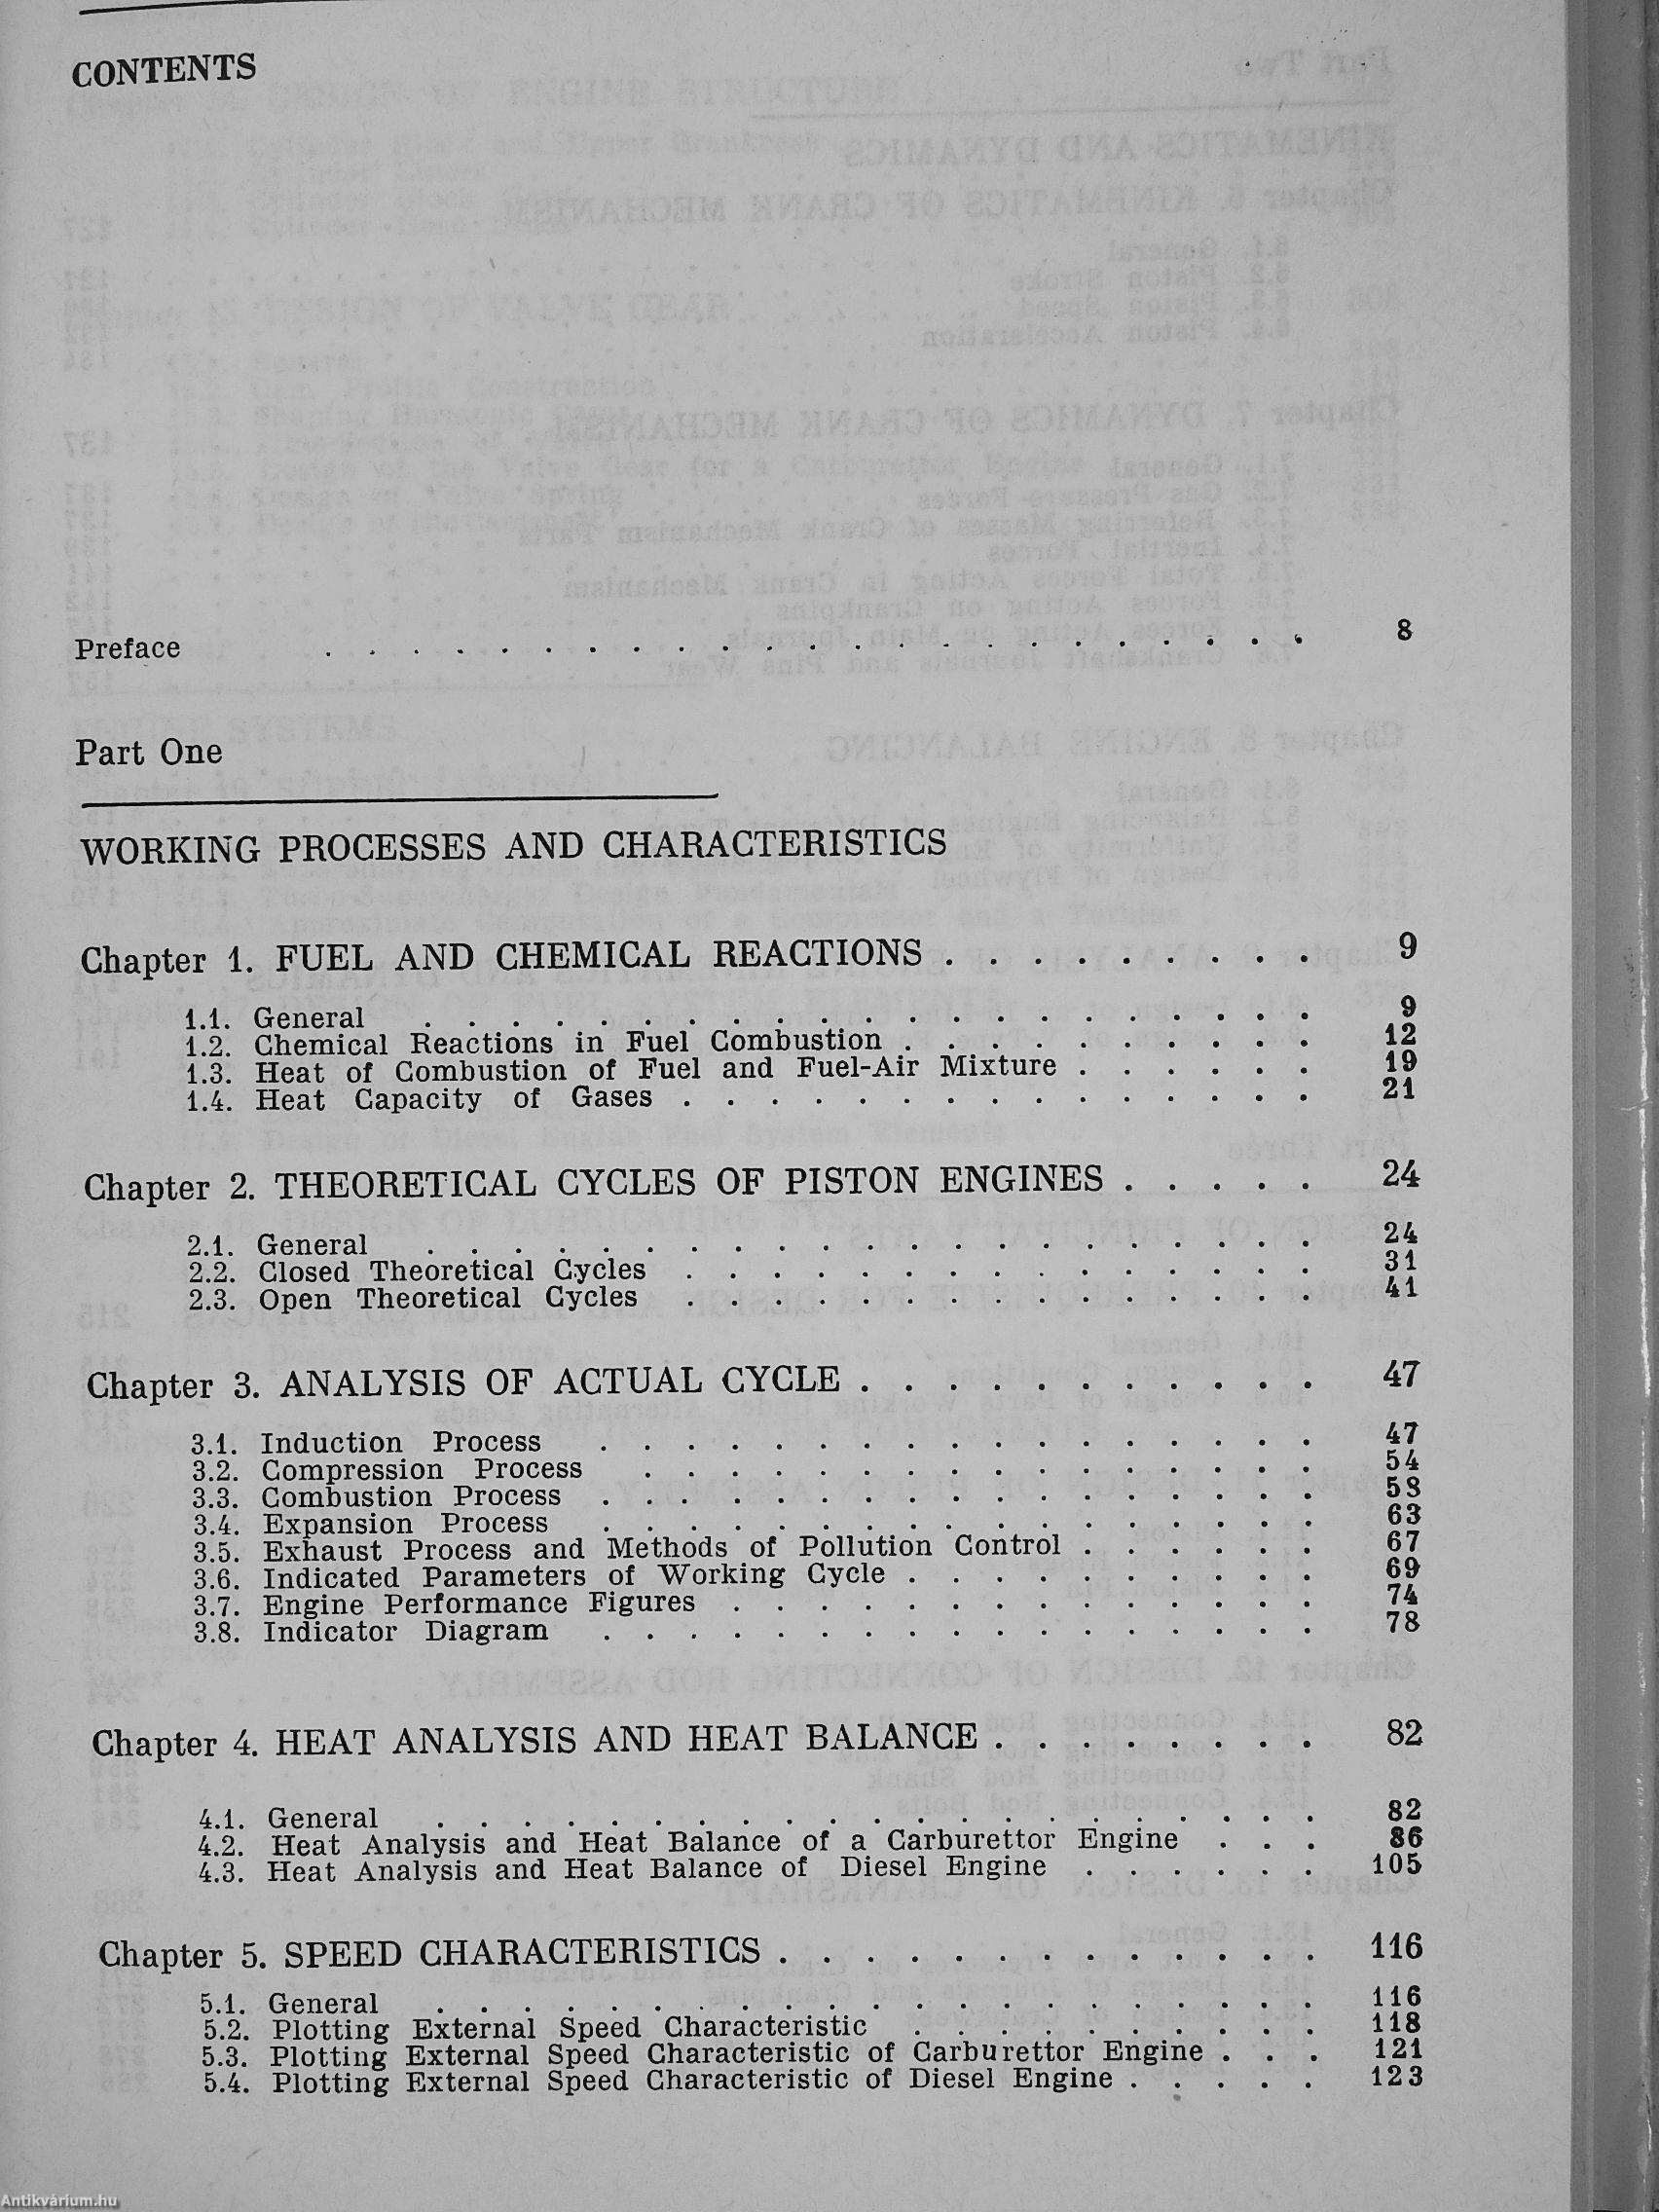 CONTENTS
Preface . . . . . . . . . . . . . . . . . . . . . . . 8
Part One
WORKING PROCESSES AND CHARACTERISTICS
Chapter 1. FUEL AND CHEMICAL REACTIONS . . . . . . . . . 9
1.1. General . . . . . . . . . . . . . . . . . . . . . 9
1.2. Chemical Reactions in Fuel Combustion . . . . . . . . . . 12
1.3. Heat of Combustion of Fuel and Fuel-Air Mixture . . . . . . 19
1.4. Heat Capacity of Gases . . . . . . . . . . . . . . . 21
Chapter 2. THEORETICAL CYCLES OF PISTON ENGINES . . . . . 24
2.1. General . . . . . . . . . . . . . . . . . . . . . 24
2.2. Closed Theoretical Cycles . . . . . . . . . . . . . . . 31
2.3. Open Theoretical Cycles . . . . . . . . . . . . . . . 41
Chapter 3. ANALYSIS OF ACTUAL CYCLE . . . . . . . . . . . 47
3.1. Induction Process . . . . . . . . . . . . . . . . . 47
3.2. Compression Process . . . . . . . . . . . . . . . . 54
3.3. Combustion Process . . . . . . . . . . . . . . . . . 58
3.4. Expansion Process . . . . . . . . . . . . . . . . . 63
3.5. Exhaust Process and Methods of Pollution Control . . . . . . 67
3.6. Indicated Parameters of Working Cycle . . . . . . . . . . 69
3.7. Engine Performance Figures . . . . . . . . . . . . . . 74
3.8. Indicator Diagram . . . . . . . . . . . . . . . . . 78
Chapter 4. HEAT ANALYSIS AND HEAT BALANCE . . . . . . . . 82
4.1. General . . . . . . . . . . . . . . . . . . . . . 82
4.2. Heat Analysis and Heat Balance of a Carburettor Engine . . . 86
4.3. Heat Analysis and Heat Balance of Diesel Engine . . . . . . 105
Chapter 5. SPEED CHARACTERISTICS . . . . . . . . . . . . . 116
5.1. General . . . . . . . . . . . . . . . . . . . . . 116
5.2. Plotting External Speed Characteristic . . . . . . . . . . 118
5.3. Plotting External Speed Characteristic of Carburettor Engine . . . 121
5.4. Plotting External Speed Characteristic of Diesel Engine . . . . . 123
Antikvárium.hu